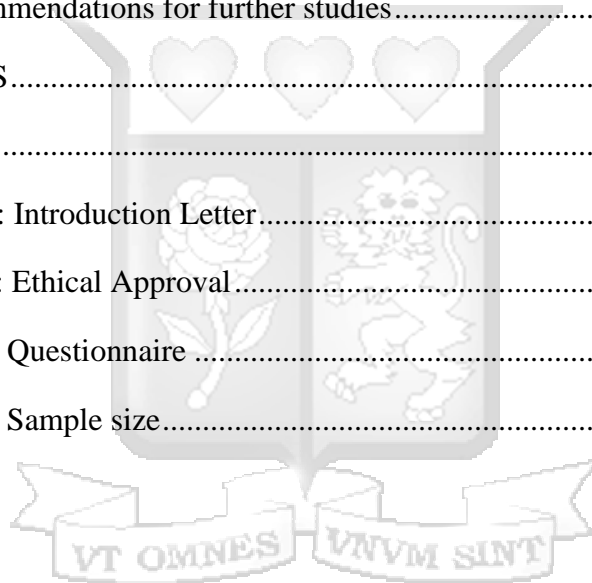 mmendations for further studies
S
: Introduction Letter
: Ethical Approval
Questionnaire
Sample size
VT OMNES VNVM SINT